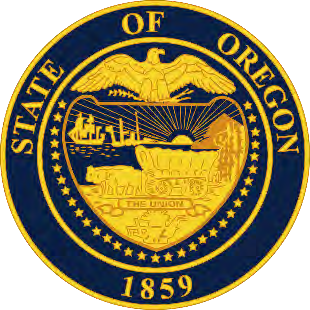 STATE OF OREGON
THE UNION
1859